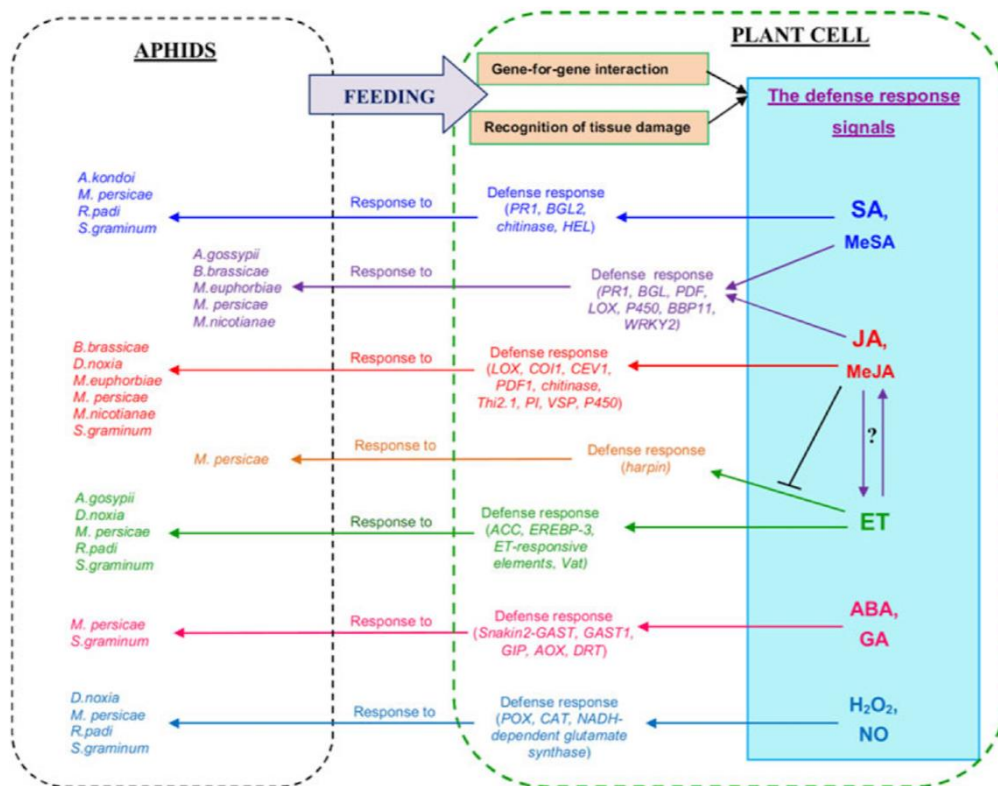 APHIDS
PLANT CELL
FEEDING
Gene-for-gene interaction
Recognition of tissue damage
The defense response
signals
A.kondoi
M. persicae
R.padi
S.graminum
Response to
Defense response
(PR1, BGL2,
chitinase, HEL)
SA,
MeSA
A.gossypii
B.brassicae
M.euphorbiae
M. persicae
M.nicotianae
Response to
Defense response
(PR1, BGL, PDF,
LOX, P450, BBP11,
WRKY2)
JA,
MeJA
B.brassicae
D.noxia
M.euphorbiae
M. persicae
M.nicotianae
S.graminum
Response to
Defense response
(LOX, COI1, CEV1,
PDF1, chitinase,
Thi2.1, PI, VSP, P450)
?
M. persicae
Response to
Defense response
(harpin)
A.gosypii
D.noxia
M. persicae
R.padi
S.graminum
Response to
Defense response
(ACC, EREBP-3,
ET-responsive
elements, Vat)
ET
M. persicae
S.graminum
Response to
Defense response
(Snakin2-GAST, GAST1,
GIP, AOX, DRT)
ABA,
GA
D.noxia
M. persicae
R.padi
S.graminum
Response to
Defense response
(POX, CAT, NADH-
dependent glutamate
synthase)
H₂O₂,
NO